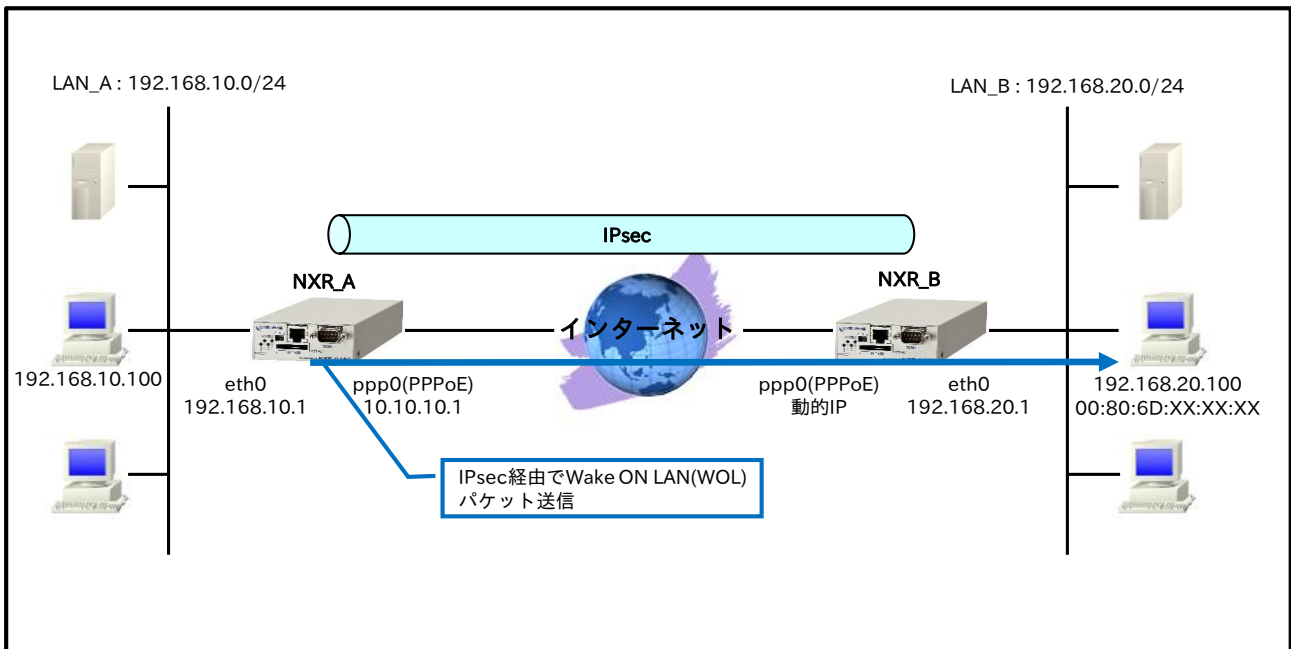 LAN_A : 192.168.10.0/24
LAN_B : 192.168.20.0/24
IPsec
NXR_A
NXR_B
インターネット
192.168.10.100
eth0
192.168.10.1
ppp0(PPPoE)
10.10.10.1
ppp0(PPPoE)
動的IP
eth0
192.168.20.1
192.168.20.100
00:80:6D:XX:XX:XX
IPsec経由でWake ON LAN(WOL)
パケット送信